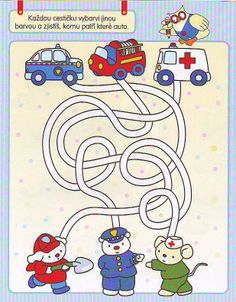 Každou cestičku vybarvi jinou
barvou a zjistíš, komu patří které auto.